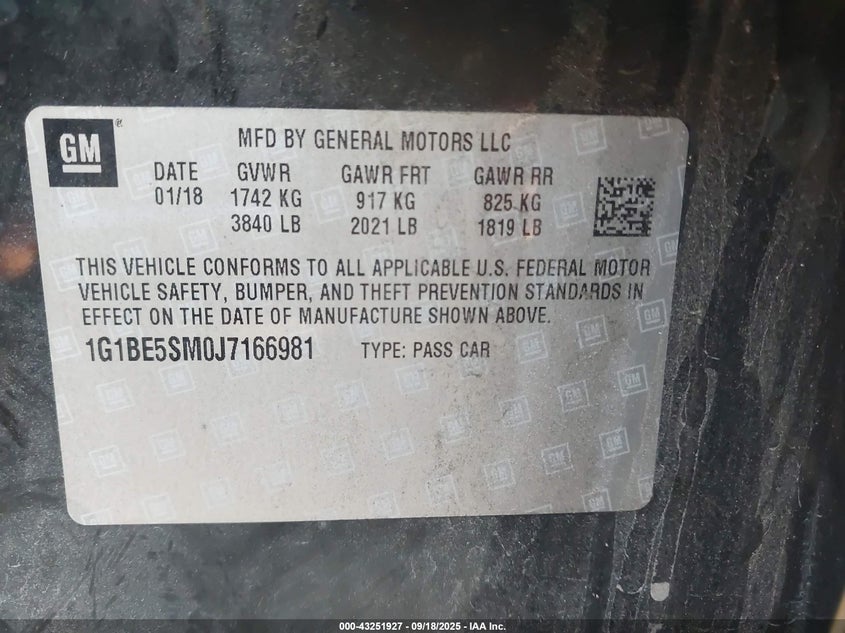 GM®
MFD BY GENERAL MOTORS LLC
DATE GVWR GAWR FRT GAWR RR
01/18 1742 KG 917 KG 825 KG
3840 LB 2021 LB 1819 LB
THIS VEHICLE CONFORMS TO ALL APPLICABLE U.S. FEDERAL MOTOR
VEHICLE SAFETY, BUMPER, AND THEFT PREVENTION STANDARDS IN
EFFECT ON THE DATE OF MANUFACTURE SHOWN ABOVE.
1G1BE5SM0J7166981 TYPE: PASS CAR
000-43251927 - 09/18/2025 - IAA Inc.